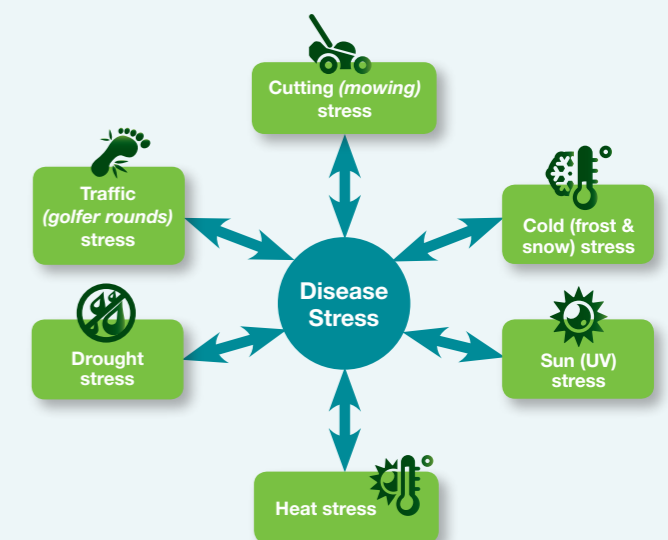 Cutting (mowing)
stress
Traffic
(golfer rounds)
stress
Cold (frost &
snow) stress
Disease
Stress
Drought
stress
Sun (UV)
stress
Heat stress